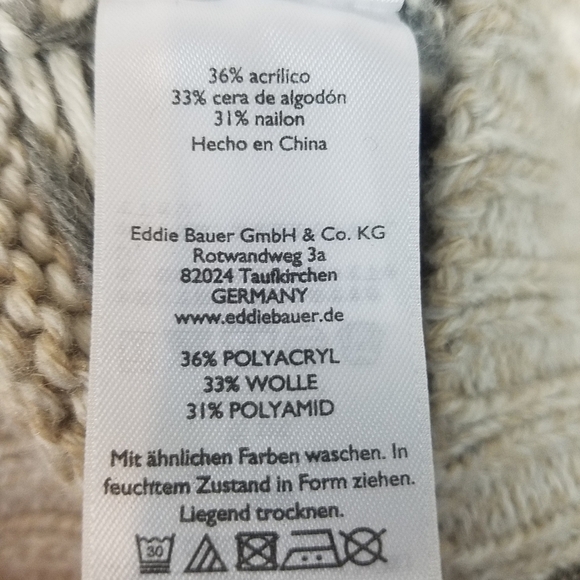 36% acrílico
33% cera de algodón
31% nailon
Hecho en China
Eddie Bauer GmbH & Co. KG
Rotwandweg 3a
82024 Taufkirchen
GERMANY
www.eddiebauer.de
36% POLYACRYL
33% WOLLE
31% POLYAMID
Mit ähnlichen Farben waschen. In
feuchtem Zustand in Form ziehen.
Liegend trocknen.
30